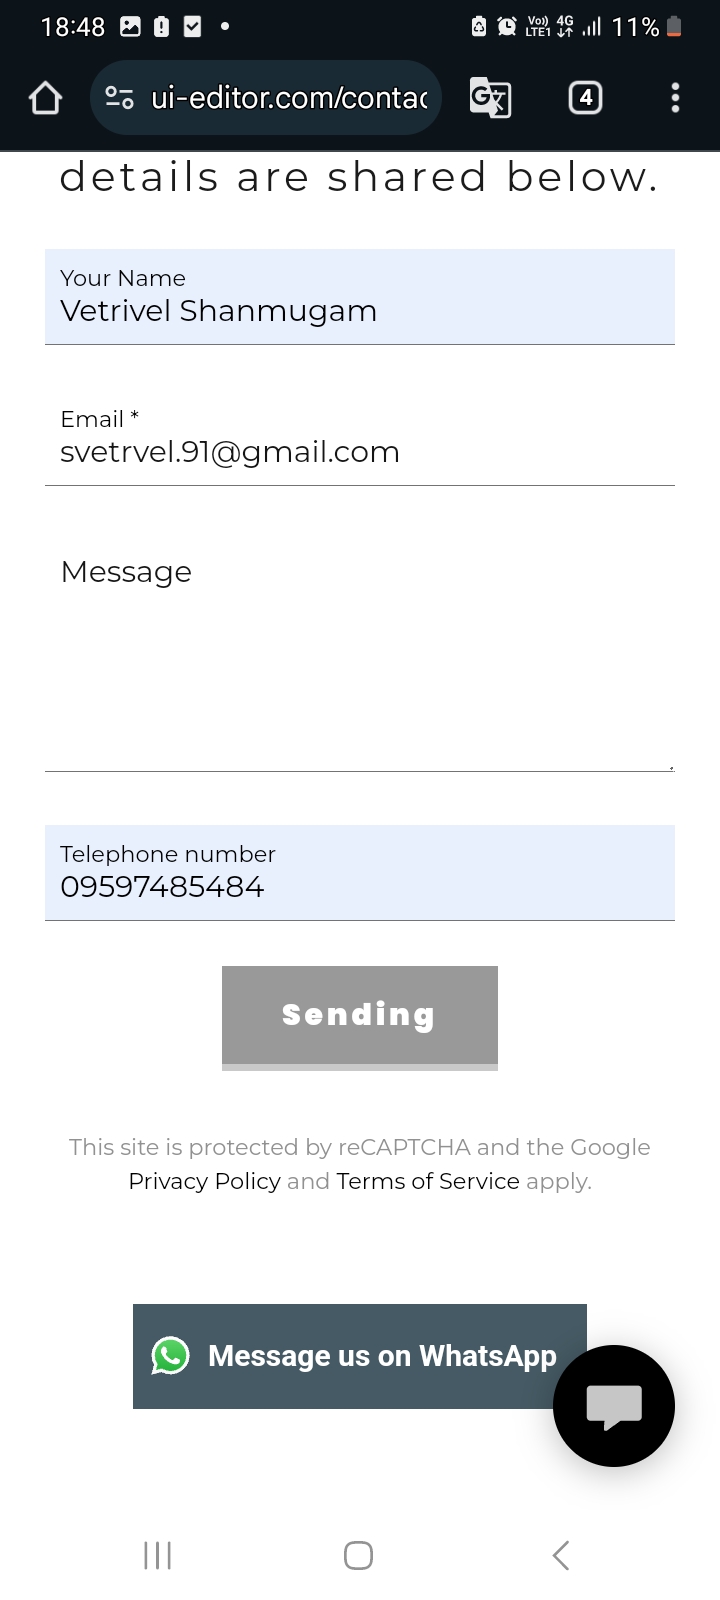 18:48
Vo)) 4G
LTE1
11%
ui-editor.com/contac
4
details are shared below.
Your Name
Vetrivel Shanmugam
Email *
svetrvel.91@gmail.com
Message
Telephone number
09597485484
Sending
This site is protected by reCAPTCHA and the Google
Privacy Policy and Terms of Service apply.
Message us on WhatsApp